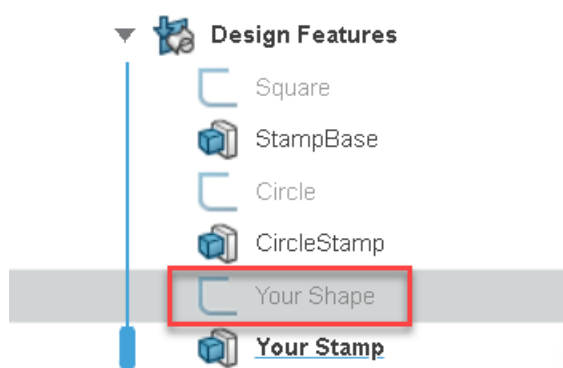 Design Features
Square
StampBase
Circle
CircleStamp
Your Shape
Your Stamp